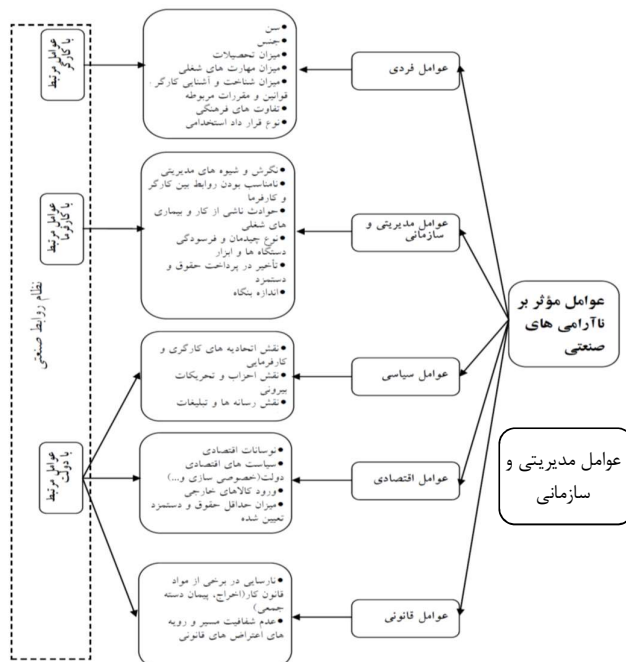 عوامل مؤثر بر
ناآرامی های
صنعتی
عوامل مدیریتی و
سازمانی
عوامل فردی
عوامل مدیریتی و
سازمانی
عوامل سیاسی
عوامل اقتصادی
عوامل قانونی
● سن
● جنس
● میزان تحصیلات
● میزان مهارت های شغلی
● میزان شناخت و آشنایی کارگر -
قوانین و مقررات مربوطه
● تفاوت های فرهنگی
● نوع قرار داد استخدامی
● نگرش و شیوه های مدیریتی
● نامناسب بودن روابط بین کارگر
و کارفرما
● حوادث ناشی از کار و بیماری
های شغلی
● نوع چیدمان و فرسودگی
دستگاه ها و ابزار
● تأخیر در پرداخت حقوق و
دستمزد
● اندازه بنگاه
● نقش اتحادیه های کارگری و
کارفرمایی
● نقش احزاب و تحریکات
بیرونی
● نقش رسانه ها و تبلیغات
● نوسانات اقتصادی
● سیاست های اقتصادی
دولت(خصوصی سازی و...)
● ورود کالاهای خارجی
● میزان حداقل حقوق و دستمزد
تعیین شده
● نارسایی در برخی از مواد
قانون کار(اخراج، پیمان دسته
جمعی)
● عدم شفافیت مسیر و رویه
های اعتراض های قانونی
عوامل مرتبط
با کارگر
عوامل مرتبط
با کارفرما
عوامل مرتبط
با دولت
نظام روابط صنعتی